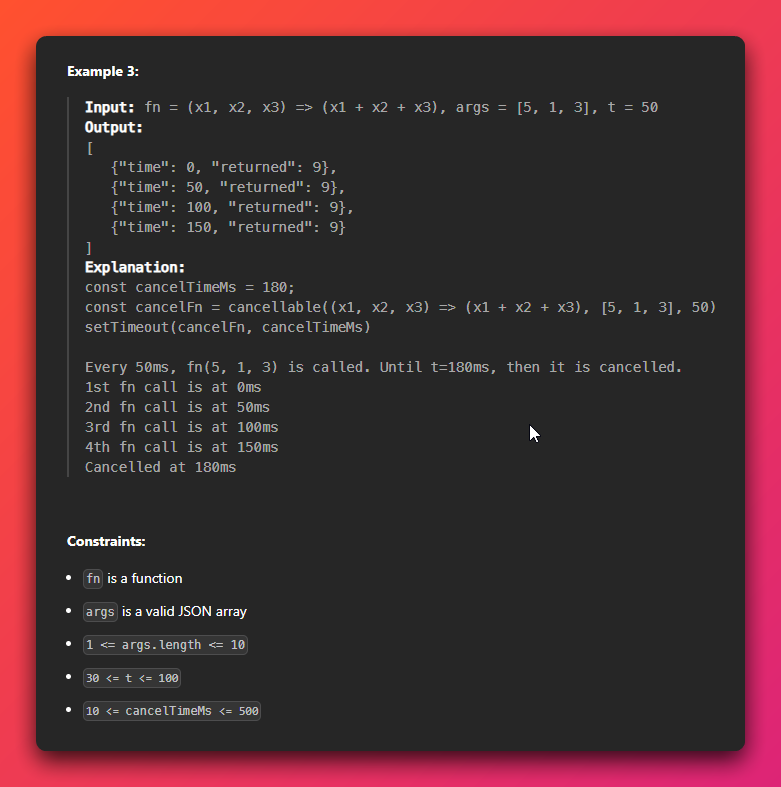 Example 3:
Input: fn = (x1, x2, x3) => (x1 + x2 + x3), args = [5, 1, 3], t = 50
Output:
[
   {"time": 0, "returned": 9},
   {"time": 50, "returned": 9},
   {"time": 100, "returned": 9},
   {"time": 150, "returned": 9}
]
Explanation:
const cancelTimeMs = 180;
const cancelFn = cancellable((x1, x2, x3) => (x1 + x2 + x3), [5, 1, 3], 50)
setTimeout(cancelFn, cancelTimeMs)
Every 50ms, fn(5, 1, 3) is called. Until t=180ms, then it is cancelled.
1st fn call is at 0ms
2nd fn call is at 50ms
3rd fn call is at 100ms
4th fn call is at 150ms
Cancelled at 180ms
Constraints:
• fn is a function
• args is a valid JSON array
• 1 <= args.length <= 10
• 30 <= t <= 100
• 10 <= cancelTimeMs <= 500